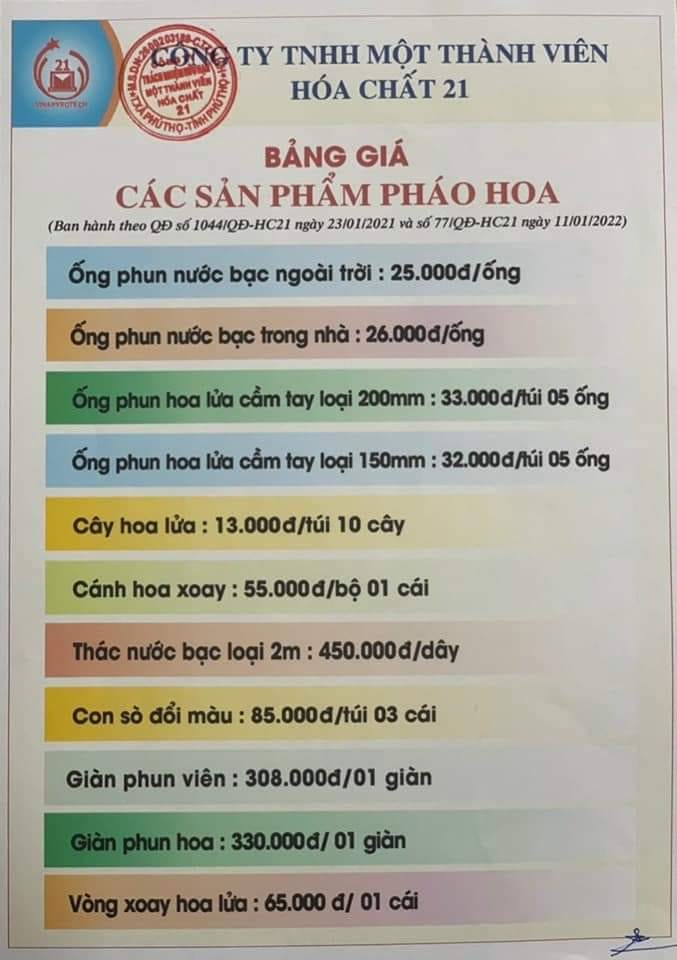 21
VINAPYROTECH
CÔNG TY TNHH MỘT THÀNH VIÊN
HÓA CHẤT 21
TRÁCH NHIỆM HỮU HẠN
MỘT THÀNH VIÊN
HÓA CHẤT
21
T.XÃ PHÚ THỌ-TỈNH PHÚ THỌ
BẢNG GIÁ
CÁC SẢN PHẨM PHÁO HOA
(Ban hành theo QĐ số 1044/QĐ-HC21 ngày 23/01/2021 và số 77/QĐ-HC21 ngày 11/01/2022)
Ống phun nước bạc ngoài trời : 25.000đ/ống
Ống phun nước bạc trong nhà : 26.000đ/ống
Ống phun hoa lửa cầm tay loại 200mm : 33.000đ/túi 05 ống
Ống phun hoa lửa cầm tay loại 150mm : 32.000đ/túi 05 ống
Cây hoa lửa : 13.000đ/túi 10 cây
Cánh hoa xoay : 55.000đ/bộ 01 cái
Thác nước bạc loại 2m : 450.000đ/dây
Con sò đổi màu : 85.000đ/túi 03 cái
Giàn phun viên : 308.000đ/01 giàn
Giàn phun hoa : 330.000đ/ 01 giàn
Vòng xoay hoa lửa : 65.000 đ/ 01 cái